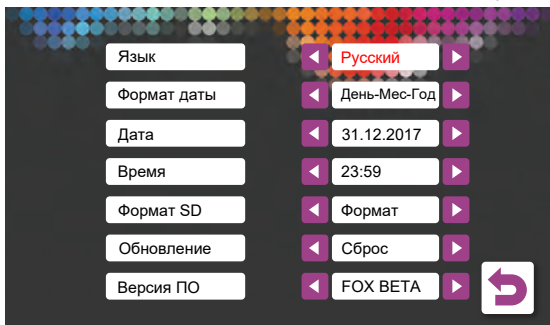 Язык Русский
Формат даты День-Мес-Год
Дата 31.12.2017
Время 23:59
Формат SD Формат
Обновление Сброс
Версия ПО FOX BETA